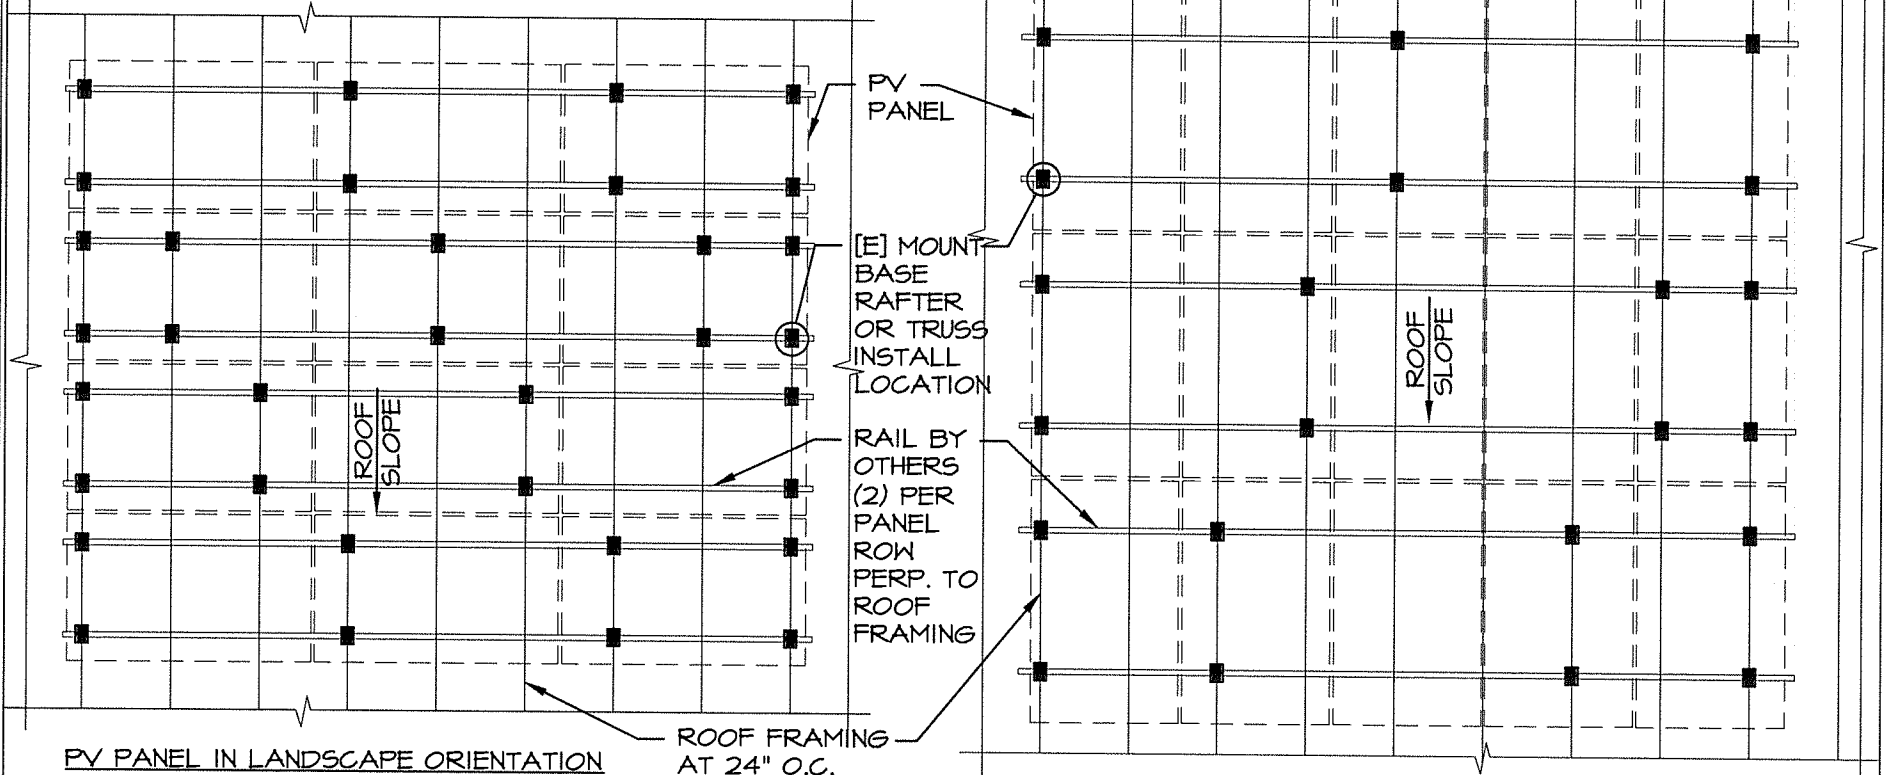 PV
PANEL
[E] MOUNT
BASE
RAFTER
OR TRUSS
INSTALL
LOCATION
ROOF
SLOPE
ROOF
SLOPE
RAIL BY
OTHERS
(2) PER
PANEL
ROW
PERP. TO
ROOF
FRAMING
ROOF FRAMING
AT 24" O.C.
PV PANEL IN LANDSCAPE ORIENTATION